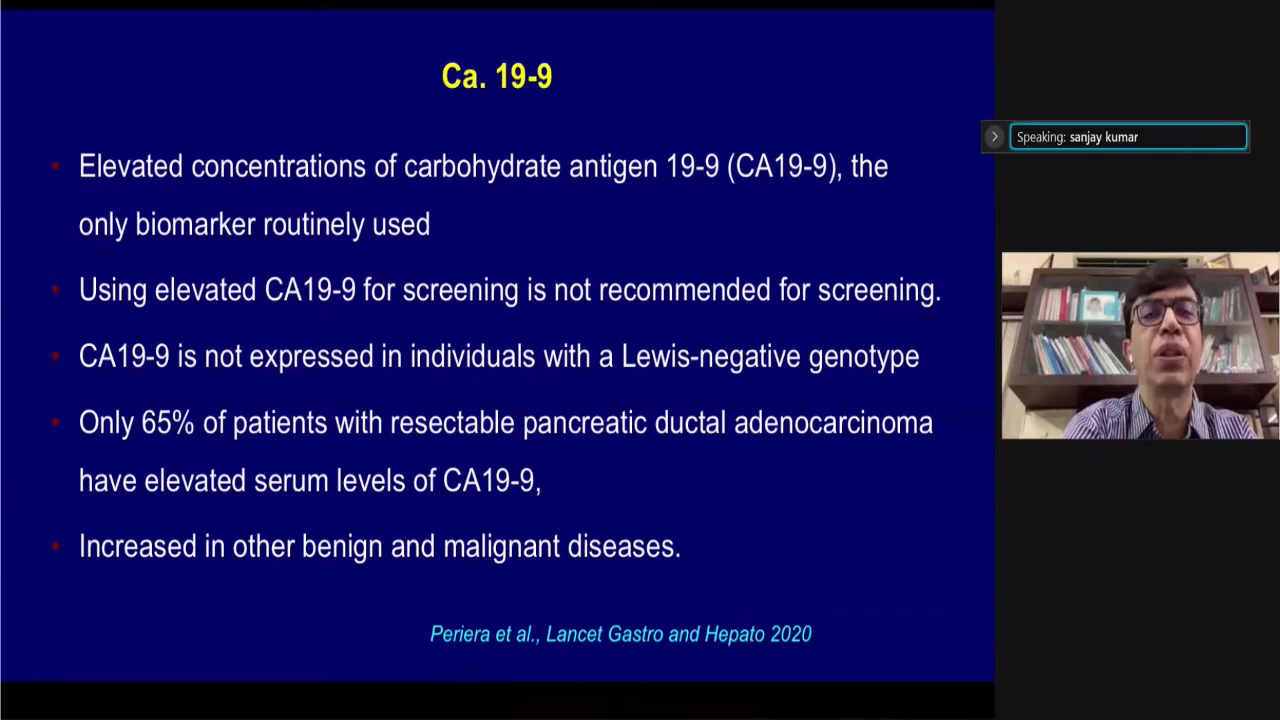 Ca. 19-9
• Elevated concentrations of carbohydrate antigen 19-9 (CA19-9), the
only biomarker routinely used
• Using elevated CA19-9 for screening is not recommended for screening.
• CA19-9 is not expressed in individuals with a Lewis-negative genotype
• Only 65% of patients with resectable pancreatic ductal adenocarcinoma
have elevated serum levels of CA19-9,
• Increased in other benign and malignant diseases.
Periera et al., Lancet Gastro and Hepato 2020
Speaking: sanjay kumar